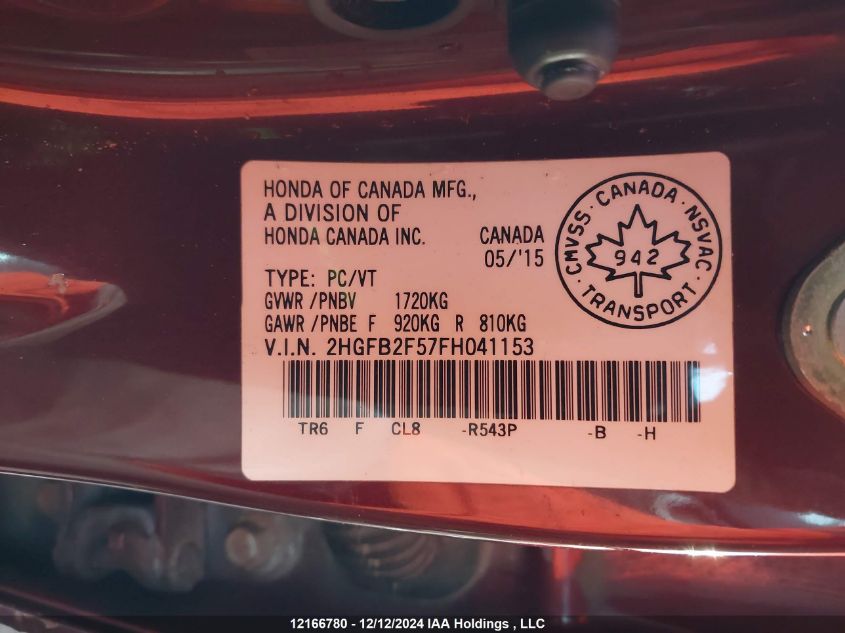 HONDA OF CANADA MFG.,
A DIVISION OF
HONDA CANADA INC. CANADA
05/'15
TYPE: PC/VT
GVWR /PNBV 1720KG
GAWR /PNBE F 920KG R 810KG
V.I.N. 2HGFB2F57FH041153
TR6 F CL8 -R543P -B -H
CMVSS · CANADA · NSVAC
942
· TRANSPORT ·
12166780 - 12/12/2024 IAA Holdings , LLC